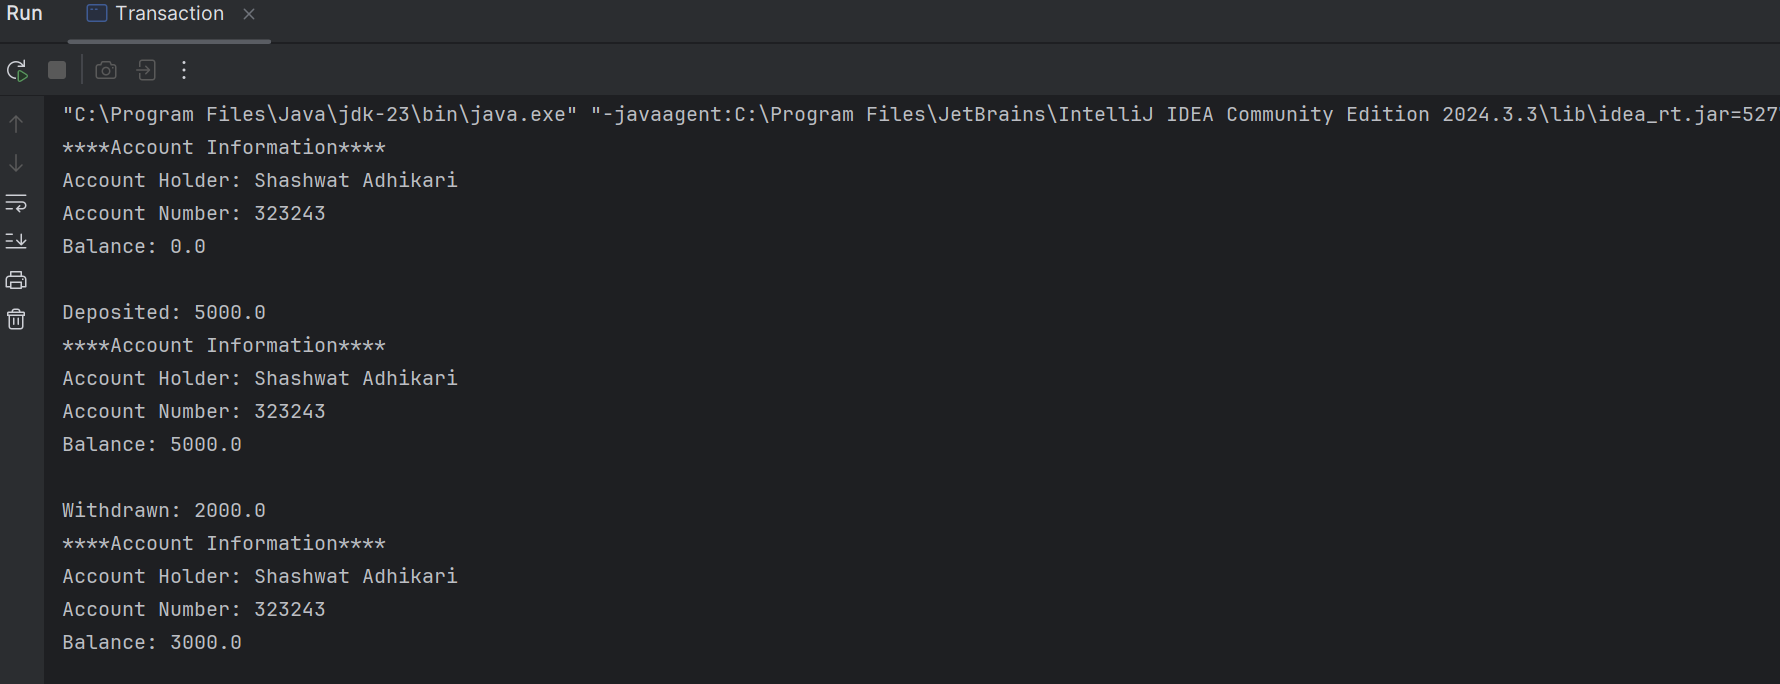 Run
Transaction
"C:\Program Files\Java\jdk-23\bin\java.exe" "-javaagent:C:\Program Files\JetBrains\IntelliJ IDEA Community Edition 2024.3.3\lib\idea_rt.jar=527
****Account Information****
Account Holder: Shashwat Adhikari
Account Number: 323243
Balance: 0.0
Deposited: 5000.0
****Account Information****
Account Holder: Shashwat Adhikari
Account Number: 323243
Balance: 5000.0
Withdrawn: 2000.0
****Account Information****
Account Holder: Shashwat Adhikari
Account Number: 323243
Balance: 3000.0